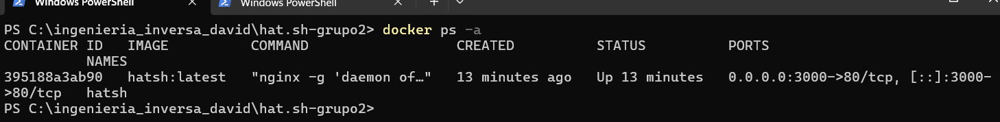 Windows PowerShell
Windows PowerShell
PS C:\ingenieria_inversa_david\hat.sh-grupo2> docker ps -a
CONTAINER ID   IMAGE          COMMAND                  CREATED          STATUS          PORTS
          NAMES
395188a3ab90   hatsh:latest   "nginx -g 'daemon of…"   13 minutes ago   Up 13 minutes   0.0.0.0:3000->80/tcp, [::]:3000-
>80/tcp   hatsh
PS C:\ingenieria_inversa_david\hat.sh-grupo2>